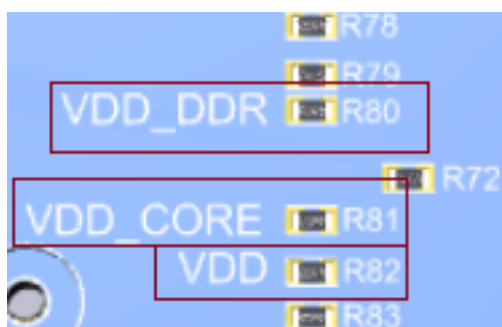 R78
R79
VDD_DDR R80
R72
VDD_CORE R81
VDD R82
R83